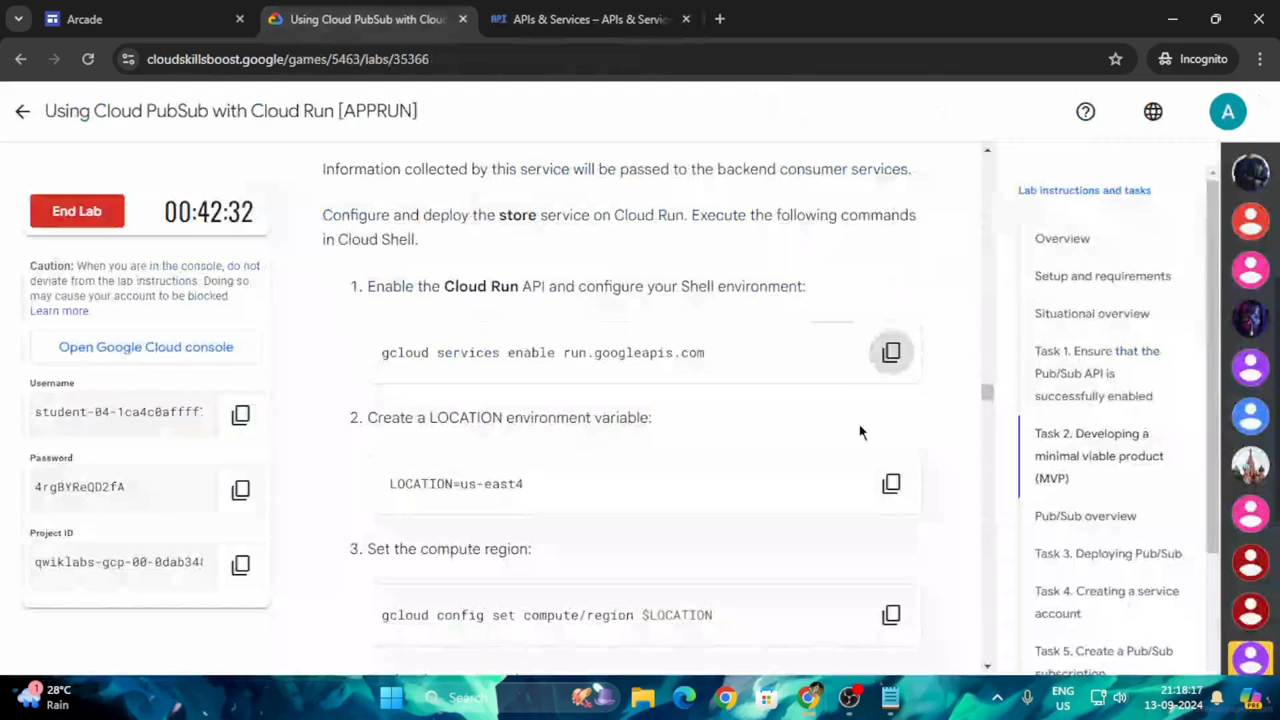 Arcade
Using Cloud PubSub with Clou
API APIs & Services – APIs & Servic
cloudskillsboost.google/games/5463/labs/35366
Incognito
Using Cloud PubSub with Cloud Run [APPRUN]
A
End Lab
00:42:32
Caution: When you are in the console, do not
deviate from the lab instructions. Doing so
may cause your account to be blocked.
Learn more.
Open Google Cloud console
Username
student-04-1ca4c0affff
Password
4rgBYReQD2fA
Project ID
qwiklabs-gcp-00-0dab34
Information collected by this service will be passed to the backend consumer services.
Configure and deploy the store service on Cloud Run. Execute the following commands
in Cloud Shell.
1. Enable the Cloud Run API and configure your Shell environment:
gcloud services enable run.googleapis.com
2. Create a LOCATION environment variable:
LOCATION=us-east4
3. Set the compute region:
gcloud config set compute/region $LOCATION
Lab instructions and tasks
Overview
Setup and requirements
Situational overview
Task 1. Ensure that the
Pub/Sub API is
successfully enabled
Task 2. Developing a
minimal viable product
(MVP)
Pub/Sub overview
Task 3. Deploying Pub/Sub
Task 4. Creating a service
account
Task 5. Create a Pub/Sub
subscription
1
28°C
Rain
Search
ENG
US
21:18:17
13-09-2024
PRE